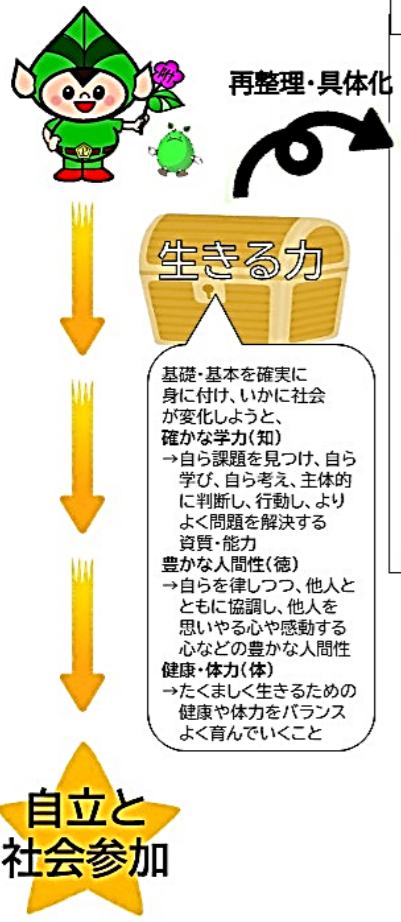 附
再整理・具体化
生きる力
基礎・基本を確実に
身に付け、いかに社会
が変化しようと、
確かな学力(知)
→自ら課題を見つけ、自ら
学び、自ら考え、主体的
に判断し、行動し、より
よく問題を解決する
資質・能力
豊かな人間性(徳)
→自らを律しつつ、他人と
ともに協調し、他人を
思いやる心や感動する
心などの豊かな人間性
健康・体力(体)
→たくましく生きるための
健康や体力をバランス
よく育んでいくこと
自立と
社会参加